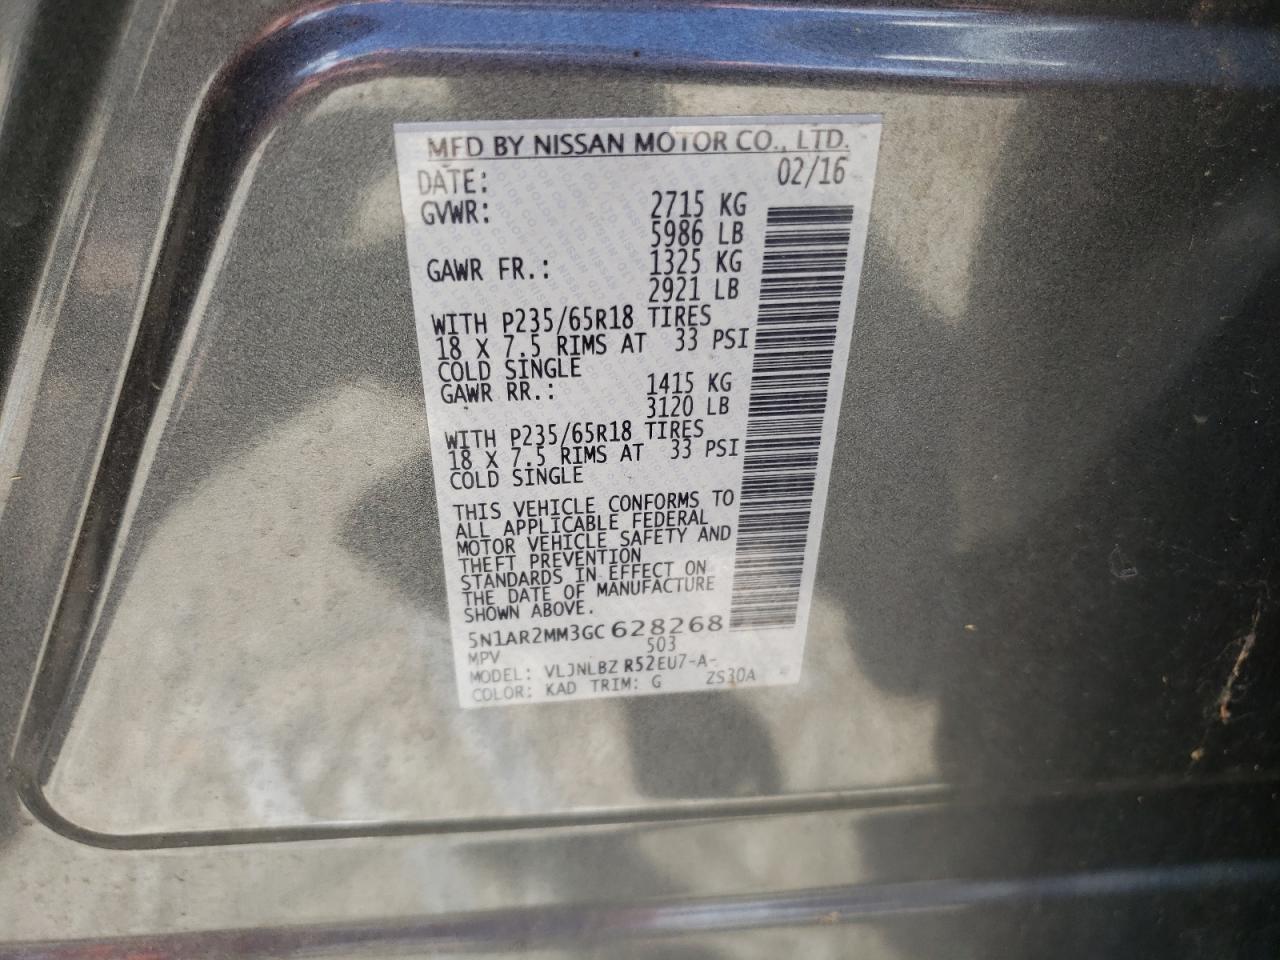 MFD BY NISSAN MOTOR CO., LTD.
DATE: 02/16
GVWR: 2715 KG
5986 LB
GAWR FR.: 1325 KG
2921 LB
WITH P235/65R18 TIRES
18 X 7.5 RIMS AT 33 PSI
COLD SINGLE
GAWR RR.: 1415 KG
3120 LB
WITH P235/65R18 TIRES
18 X 7.5 RIMS AT 33 PSI
COLD SINGLE
THIS VEHICLE CONFORMS TO
ALL APPLICABLE FEDERAL
MOTOR VEHICLE SAFETY AND
THEFT PREVENTION
STANDARDS IN EFFECT ON
THE DATE OF MANUFACTURE
SHOWN ABOVE.
5N1AR2MM3GC 628268
MPV 503
MODEL: VLJNLBZ R52EU7-A-
COLOR: KAD TRIM: G ZS30A